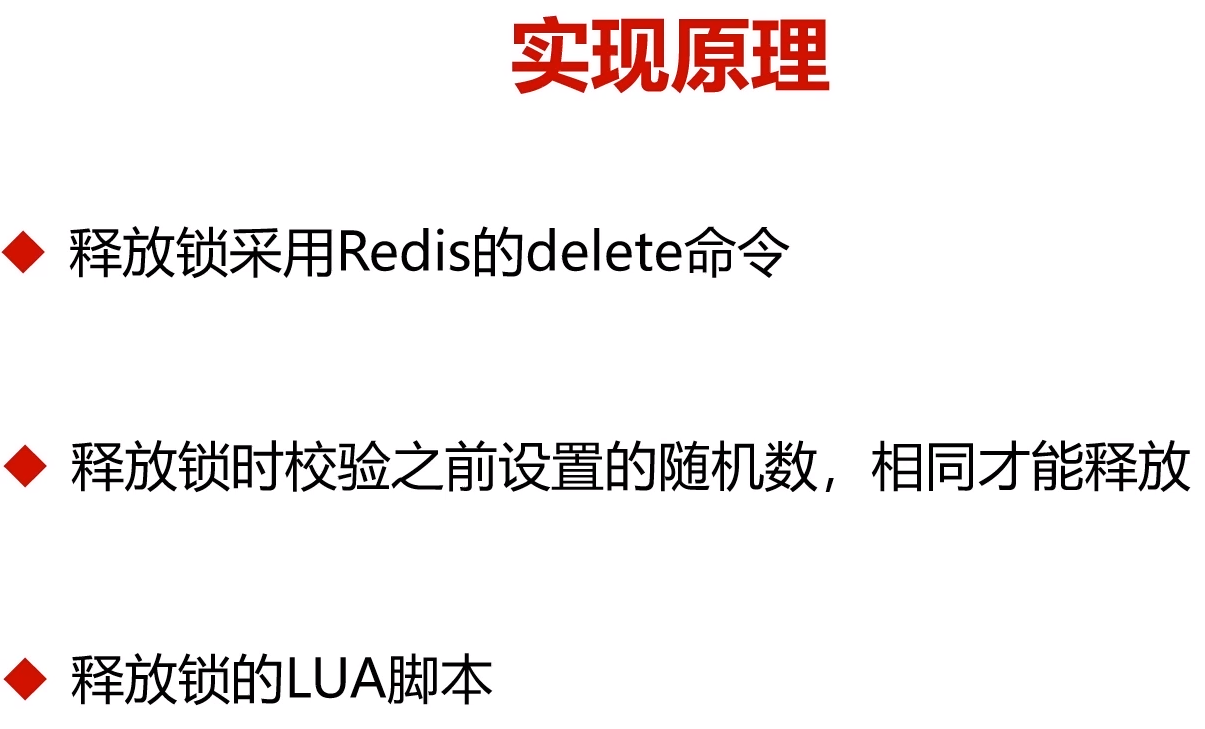 实现原理
释放锁采用Redis的delete命令
释放锁时校验之前设置的随机数，相同才能释放
释放锁的LUA脚本